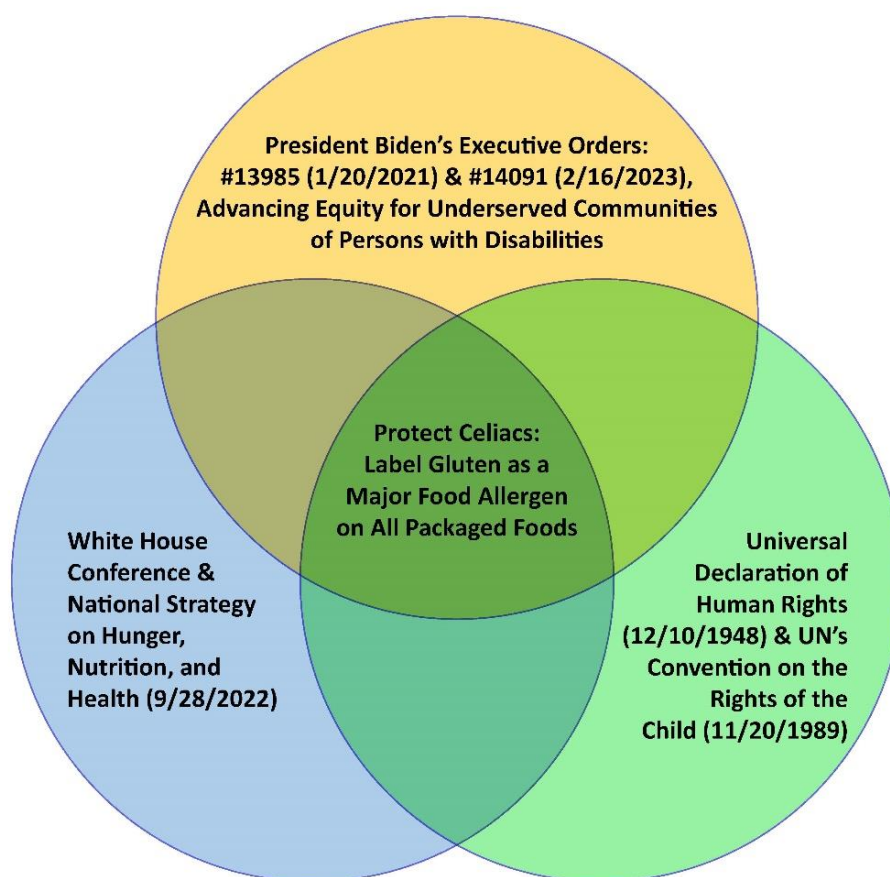 President Biden’s Executive Orders:
#13985 (1/20/2021) & #14091 (2/16/2023),
Advancing Equity for Underserved Communities
of Persons with Disabilities
Protect Celiacs:
Label Gluten as a
Major Food Allergen
on All Packaged Foods
White House
Conference &
National Strategy
on Hunger,
Nutrition, and
Health (9/28/2022)
Universal
Declaration of
Human Rights
(12/10/1948) & UN’s
Convention on the
Rights of the
Child (11/20/1989)